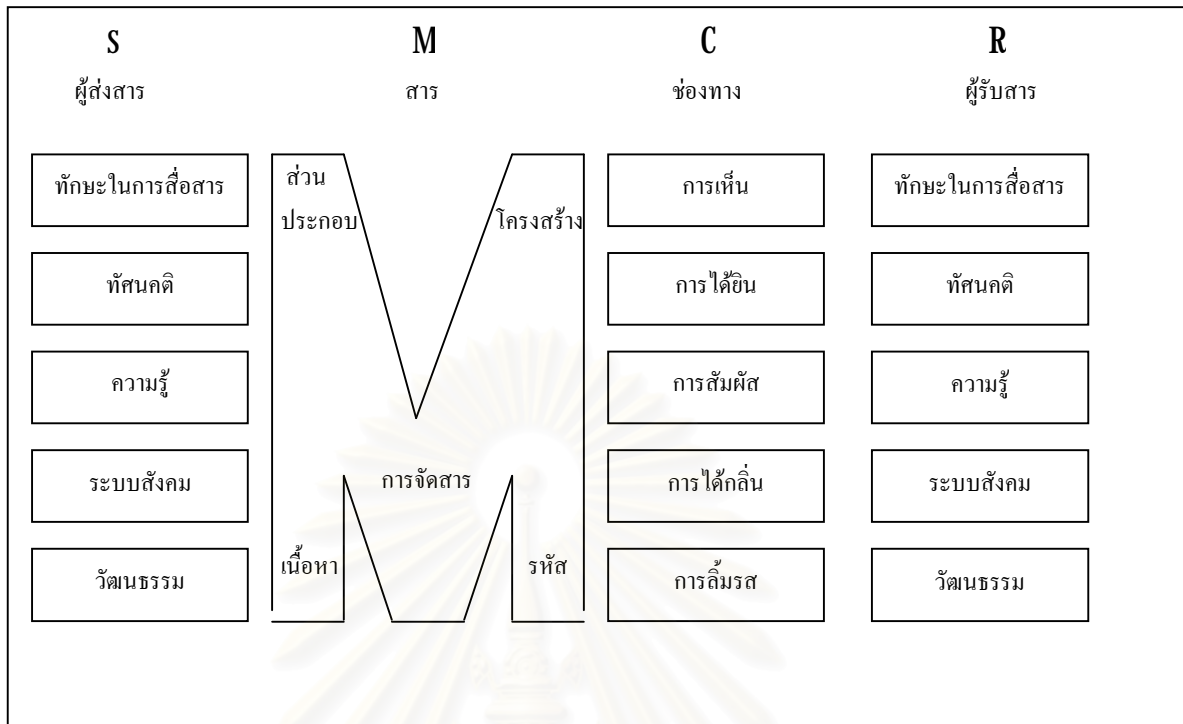 S
ผู้ส่งสาร
ทักษะในการสื่อสาร
ทัศนคติ
ความรู้
ระบบสังคม
วัฒนธรรม
M
สาร
ส่วน
ประกอบ
โครงสร้าง
การจัดสาร
เนื้อหา
รหัส
C
ช่องทาง
การเห็น
การได้ยิน
การสัมผัส
การได้กลิ่น
การลิ้มรส
R
ผู้รับสาร
ทักษะในการสื่อสาร
ทัศนคติ
ความรู้
ระบบสังคม
วัฒนธรรม